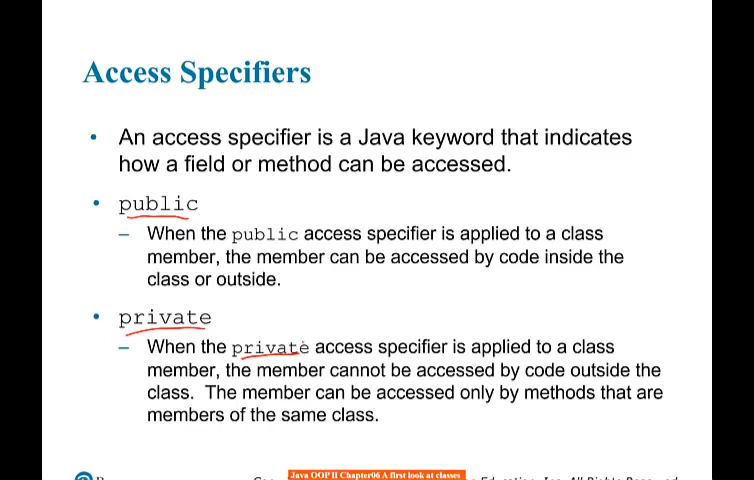 Access Specifiers
• An access specifier is a Java keyword that indicates
how a field or method can be accessed.
• public
– When the public access specifier is applied to a class
member, the member can be accessed by code inside the
class or outside.
• private
– When the private access specifier is applied to a class
member, the member cannot be accessed by code outside the
class. The member can be accessed only by methods that are
members of the same class.
Java OOP II Chapter06 A first look at classes